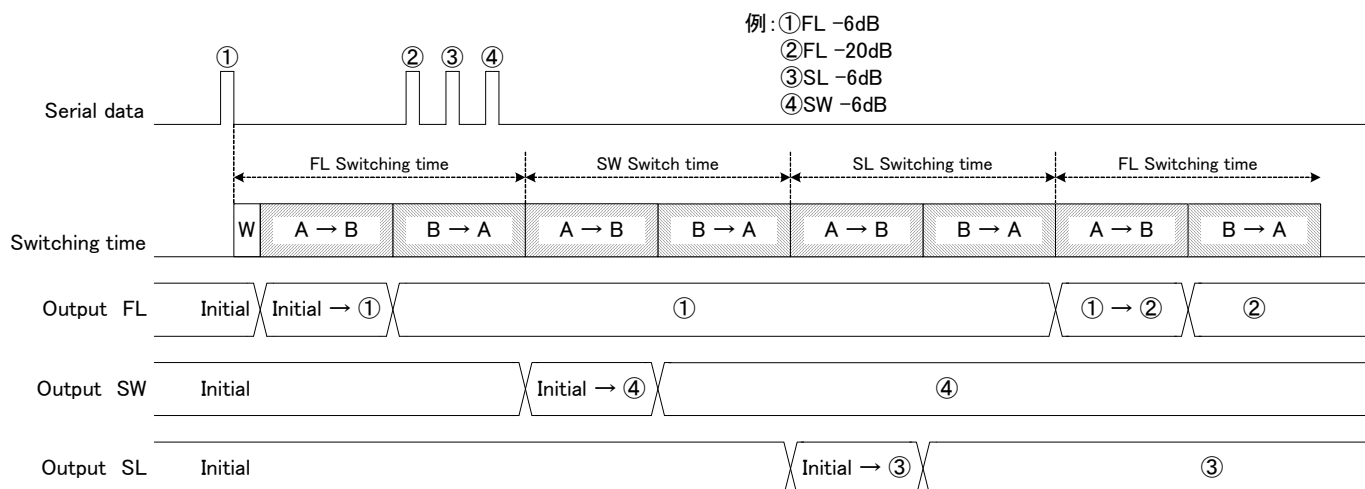 例:①FL -6dB
②FL -20dB
③SL -6dB
④SW -6dB
① ② ③ ④
Serial data
FL Switching time SW Switch time SL Switching time FL Switching time
Switching time W A → B B → A A → B B → A A → B B → A A → B B → A
Output FL Initial Initial → ① ① ① → ② ②
Output SW Initial Initial → ④ ④
Output SL Initial Initial → ③ ③